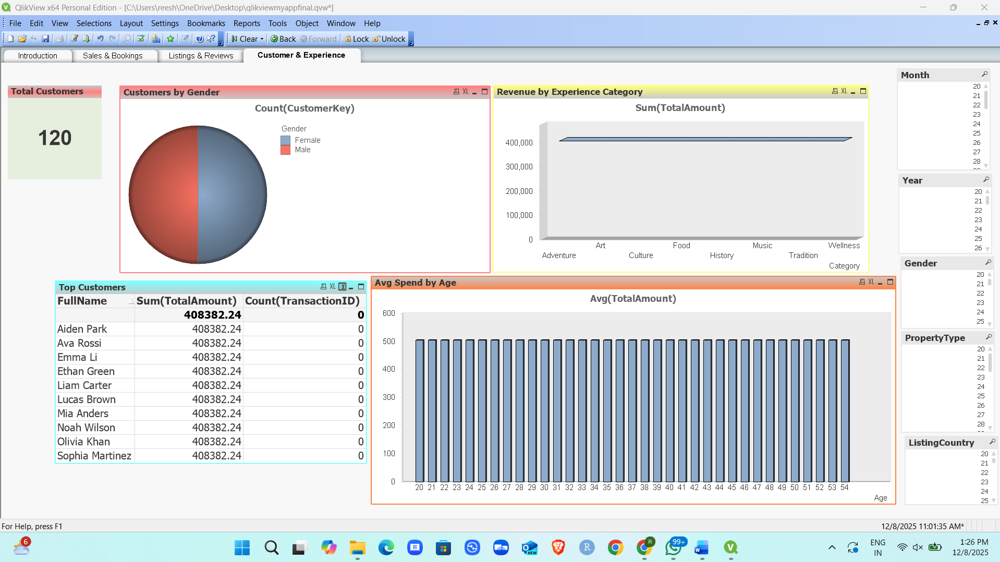 QlikView x64 Personal Edition - [C:\Users\reesh\OneDrive\Desktop\qlikviewmyappfinal.qvw*]
File Edit View Selections Layout Settings Bookmarks Reports Tools Object Window Help
Clear Back Forward Lock Unlock
Introduction Sales & Bookings Listings & Reviews Customer & Experience
Total Customers
120
Customers by Gender XL
Count(CustomerKey)
Gender
Female
Male
Revenue by Experience Category XL
Sum(TotalAmount)
400,000
300,000
200,000
100,000
0
Art Food Music Wellness
Adventure Culture History Tradition
Category
Top Customers XL
FullName Sum(TotalAmount) Count(TransactionID)
408382.24 0
Aiden Park 408382.24 0
Ava Rossi 408382.24 0
Emma Li 408382.24 0
Ethan Green 408382.24 0
Liam Carter 408382.24 0
Lucas Brown 408382.24 0
Mia Anders 408382.24 0
Noah Wilson 408382.24 0
Olivia Khan 408382.24 0
Sophia Martinez 408382.24 0
Avg Spend by Age XL
Avg(TotalAmount)
600
500
400
300
200
100
0
20 21 22 23 24 25 26 27 28 29 30 31 32 33 34 35 36 37 38 39 40 41 42 43 44 45 46 47 48 49 50 51 52 53 54
Age
Month
20
21
22
23
24
25
26
27
28
Year
20
21
22
23
24
25
26
Gender
20
21
22
23
24
25
PropertyType
20
21
22
23
24
25
26
27
28
ListingCountry
20
21
22
23
24
25
For Help, press F1
12/8/2025 11:01:35 AM*
6
NEW
R
R
99+
W
ENG
IN
1:26 PM
12/8/2025